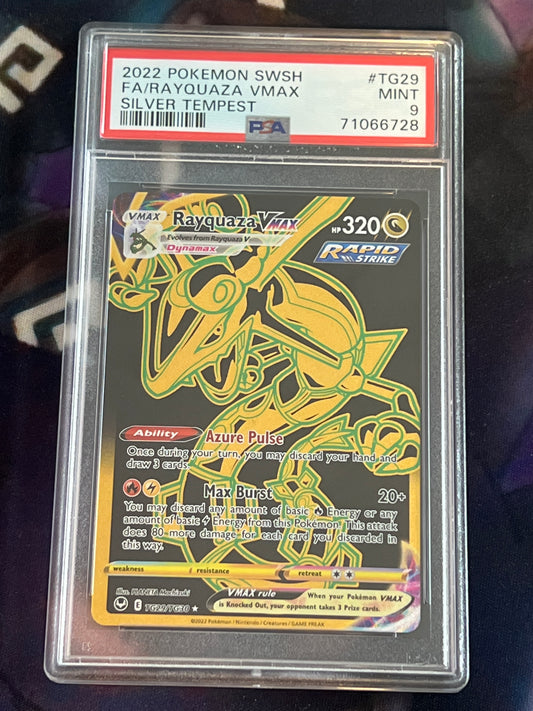 2022 POKEMON SWSH #TG29
FA/RAYQUAZA VMAX MINT
SILVER TEMPEST 9
PSA 71066728
VMAX Rayquaza VMAX HP 320
Evolves from Rayquaza V
Dynamax
RAPID
STRIKE
Ability Azure Pulse
Once during your turn, you may discard your hand and
draw 3 cards.
Max Burst 20+
You may discard any amount of basic Energy or any
amount of basic Energy from this Pokémon. This attack
does 80 more damage for each card you discarded in
this way.
weakness resistance retreat
Illus. PLANETA Mochizuki
E TG29/TG30 ★
VMAX rule When your Pokémon VMAX
is Knocked Out, your opponent takes 3 Prize cards.
©2022 Pokémon / Nintendo / Creatures / GAME FREAK